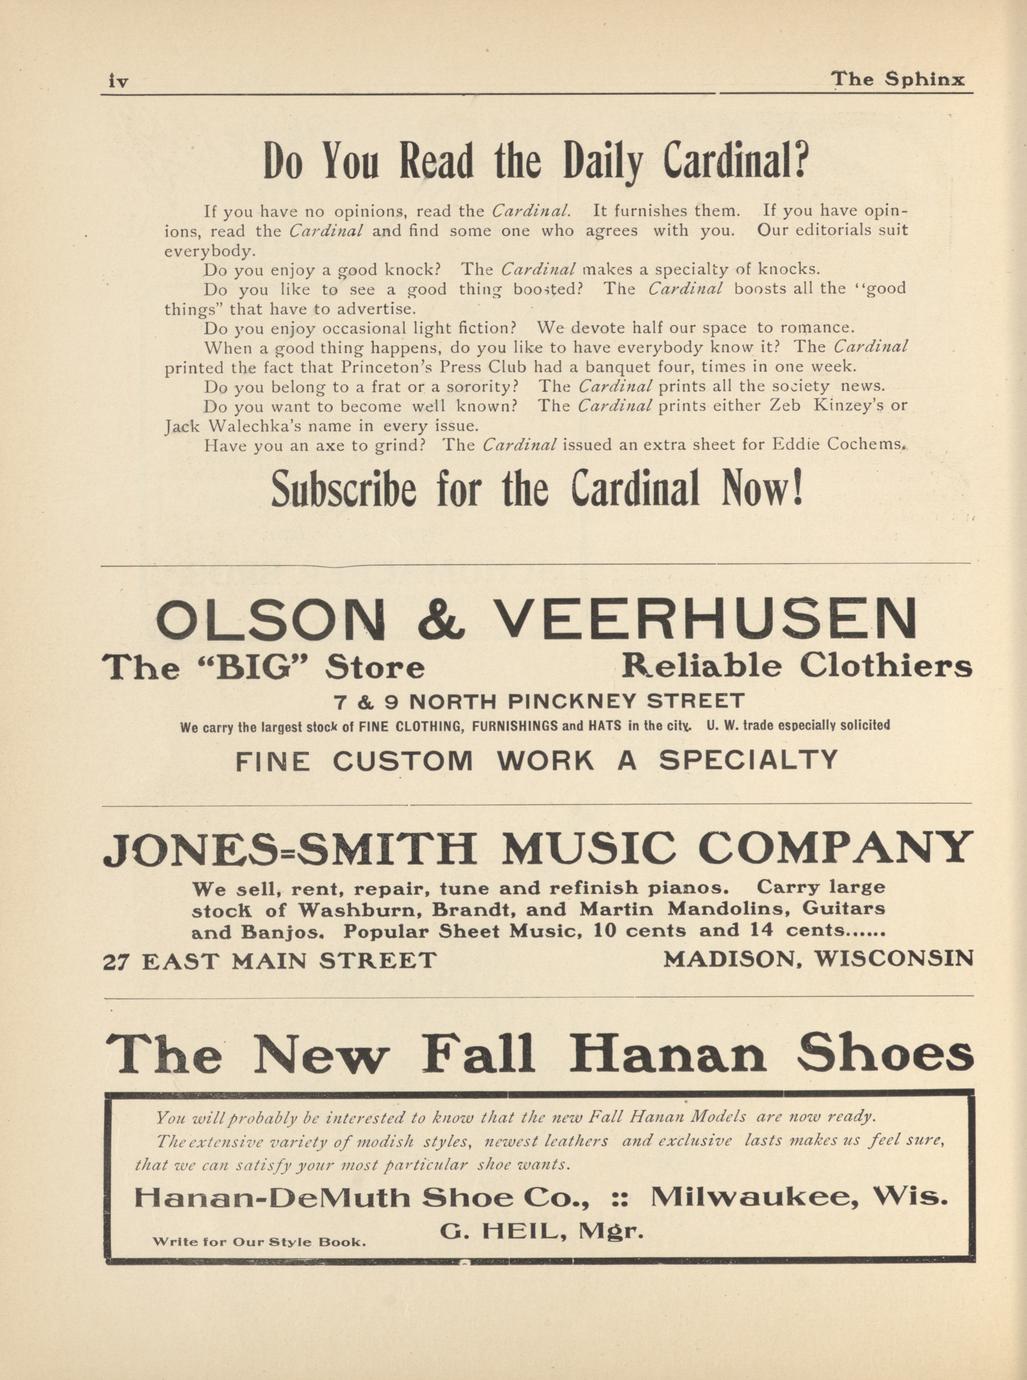 iv The Sphinx
Do You Read the Daily Cardinal?
If you have no opinions, read the Cardinal. It furnishes them. If you have opin-
ions, read the Cardinal and find some one who agrees with you. Our editorials suit
everybody.
Do you enjoy a good knock? The Cardinal makes a specialty of knocks.
Do you like to see a good thing boosted? The Cardinal boosts all the "good
things" that have to advertise.
Do you enjoy occasional light fiction? We devote half our space to romance.
When a good thing happens, do you like to have everybody know it? The Cardinal
printed the fact that Princeton's Press Club had a banquet four, times in one week.
Do you belong to a frat or a sorority? The Cardinal prints all the society news.
Do you want to become well known? The Cardinal prints either Zeb Kinzey's or
Jack Walechka's name in every issue.
Have you an axe to grind? The Cardinal issued an extra sheet for Eddie Cochems.
Subscribe for the Cardinal Now!
OLSON & VEERHUSEN
The "BIG" Store Reliable Clothiers
7 & 9 NORTH PINCKNEY STREET
We carry the largest stock of FINE CLOTHING, FURNISHINGS and HATS in the city. U. W. trade especially solicited
FINE CUSTOM WORK A SPECIALTY
JONES=SMITH MUSIC COMPANY
We sell, rent, repair, tune and refinish pianos. Carry large
stock of Washburn, Brandt, and Martin Mandolins, Guitars
and Banjos. Popular Sheet Music, 10 cents and 14 cents......
27 EAST MAIN STREET MADISON, WISCONSIN
The New Fall Hanan Shoes
You will probably be interested to know that the new Fall Hanan Models are now ready.
The extensive variety of modish styles, newest leathers and exclusive lasts makes us feel sure,
that we can satisfy your most particular shoe wants.
Hanan-DeMuth Shoe Co., :: Milwaukee, Wis.
G. HEIL, Mgr.
Write for Our Style Book.